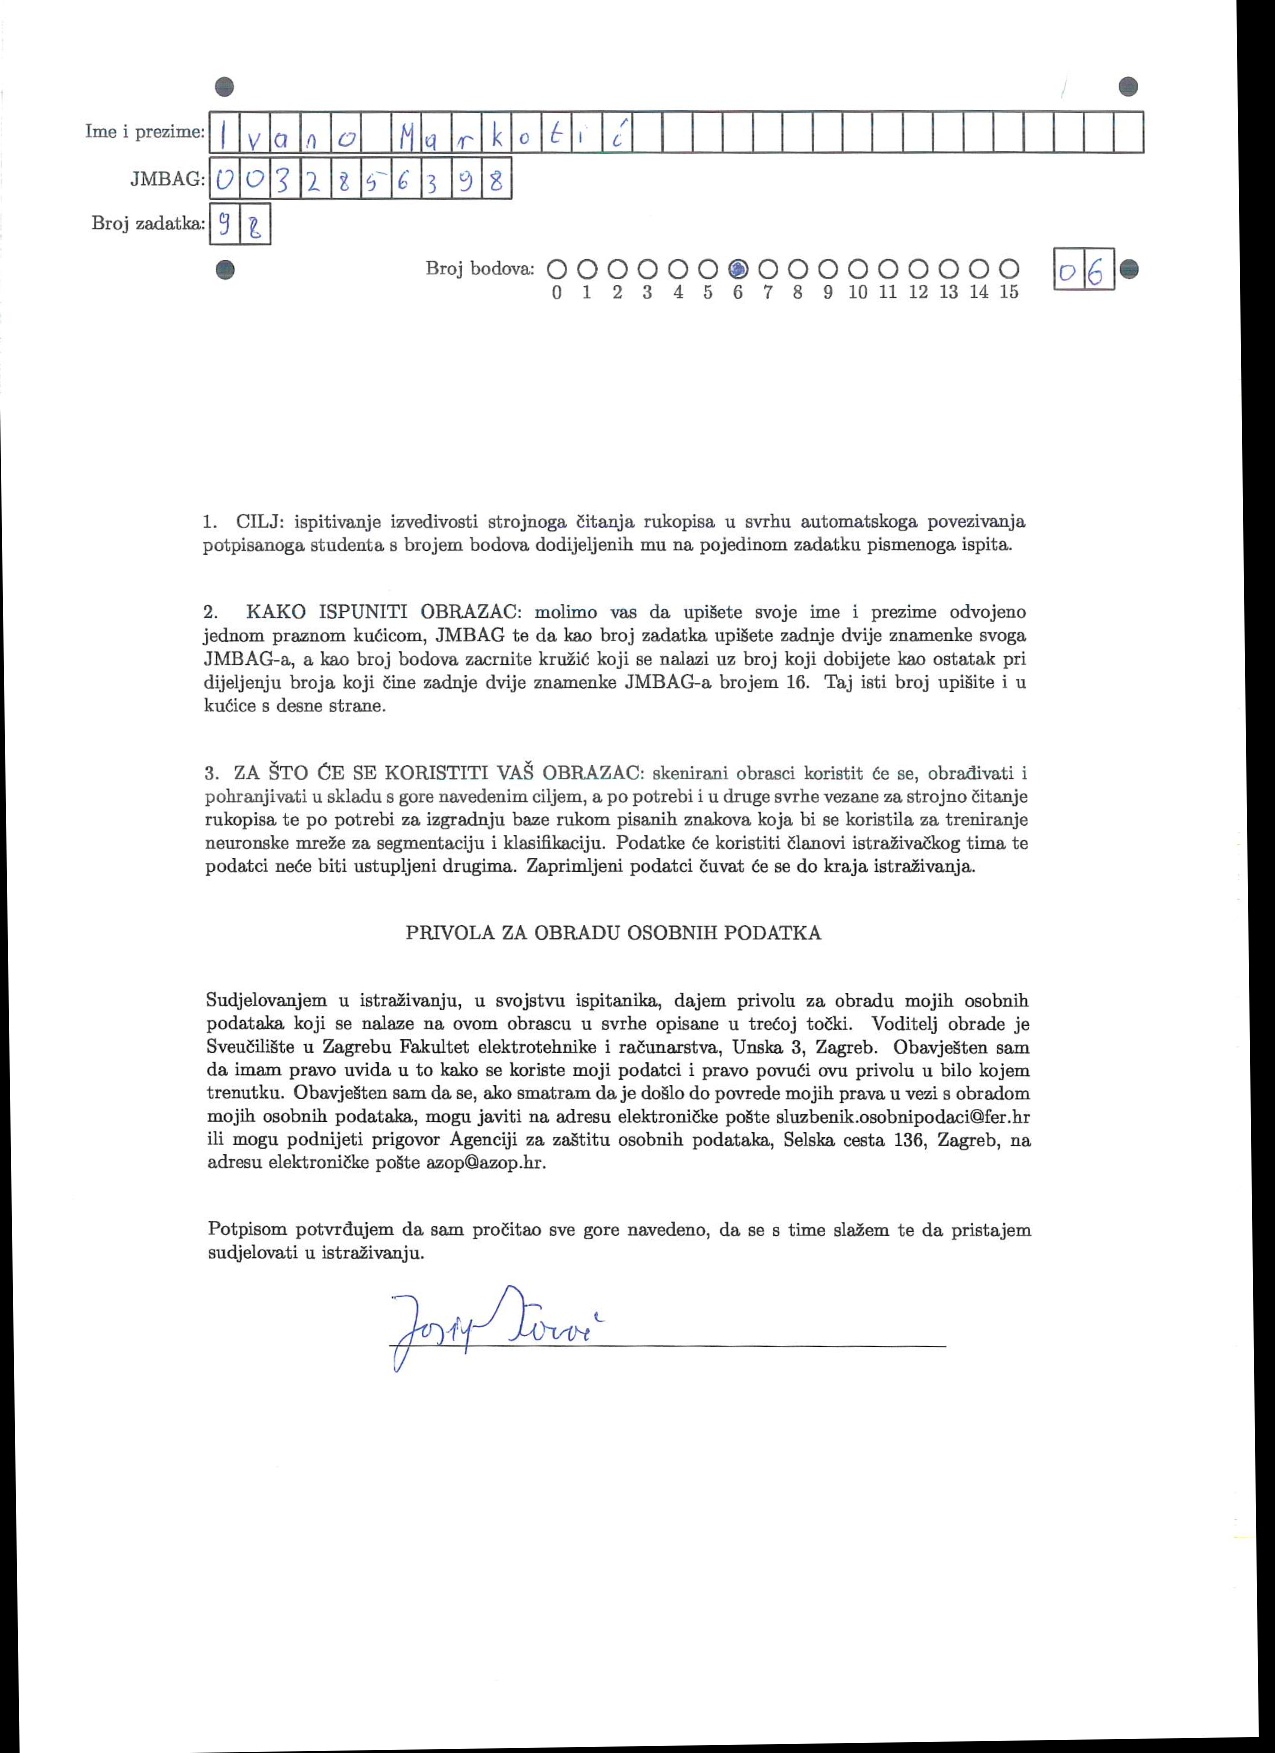 Ime i prezime: Ivano Markotić
JMBAG: 0032856398
Broj zadatka: 98
Broj bodova: 06
0 1 2 3 4 5 6 7 8 9 10 11 12 13 14 15
1. CILJ: ispitivanje izvedivosti strojnoga čitanja rukopisa u svrhu automatskoga povezivanja
potpisanoga studenta s brojem bodova dodijeljenih mu na pojedinom zadatku pismenoga ispita.
2. KAKO ISPUNITI OBRAZAC: molimo vas da upišete svoje ime i prezime odvojeno
jednom praznom kućicom, JMBAG te da kao broj zadatka upišete zadnje dvije znamenke svoga
JMBAG-a, a kao broj bodova zacrnite kružić koji se nalazi uz broj koji dobijete kao ostatak pri
dijeljenju broja koji čine zadnje dvije znamenke JMBAG-a brojem 16. Taj isti broj upišite i u
kućice s desne strane.
3. ZA ŠTO ĆE SE KORISTITI VAŠ OBRAZAC: skenirani obrasci koristit će se, obrađivati i
pohranjivati u skladu s gore navedenim ciljem, a po potrebi i u druge svrhe vezane za strojno čitanje
rukopisa te po potrebi za izgradnju baze rukom pisanih znakova koja bi se koristila za treniranje
neuronske mreže za segmentaciju i klasifikaciju. Podatke će koristiti članovi istraživačkog tima te
podatci neće biti ustupljeni drugima. Zaprimljeni podatci čuvat će se do kraja istraživanja.
PRIVOLA ZA OBRADU OSOBNIH PODATKA
Sudjelovanjem u istraživanju, u svojstvu ispitanika, dajem privolu za obradu mojih osobnih
podataka koji se nalaze na ovom obrascu u svrhe opisane u trećoj točki. Voditelj obrade je
Sveučilište u Zagrebu Fakultet elektrotehnike i računarstva, Unska 3, Zagreb. Obavješten sam
da imam pravo uvida u to kako se koriste moji podatci i pravo povući ovu privolu u bilo kojem
trenutku. Obavješten sam da se, ako smatram da je došlo do povrede mojih prava u vezi s obradom
mojih osobnih podataka, mogu javiti na adresu elektroničke pošte sluzbenik.osobnipodaci@fer.hr
ili mogu podnijeti prigovor Agenciji za zaštitu osobnih podataka, Selska cesta 136, Zagreb, na
adresu elektroničke pošte azop@azop.hr.
Potpisom potvrđujem da sam pročitao sve gore navedeno, da se s time slažem te da pristajem
sudjelovati u istraživanju.
Josip